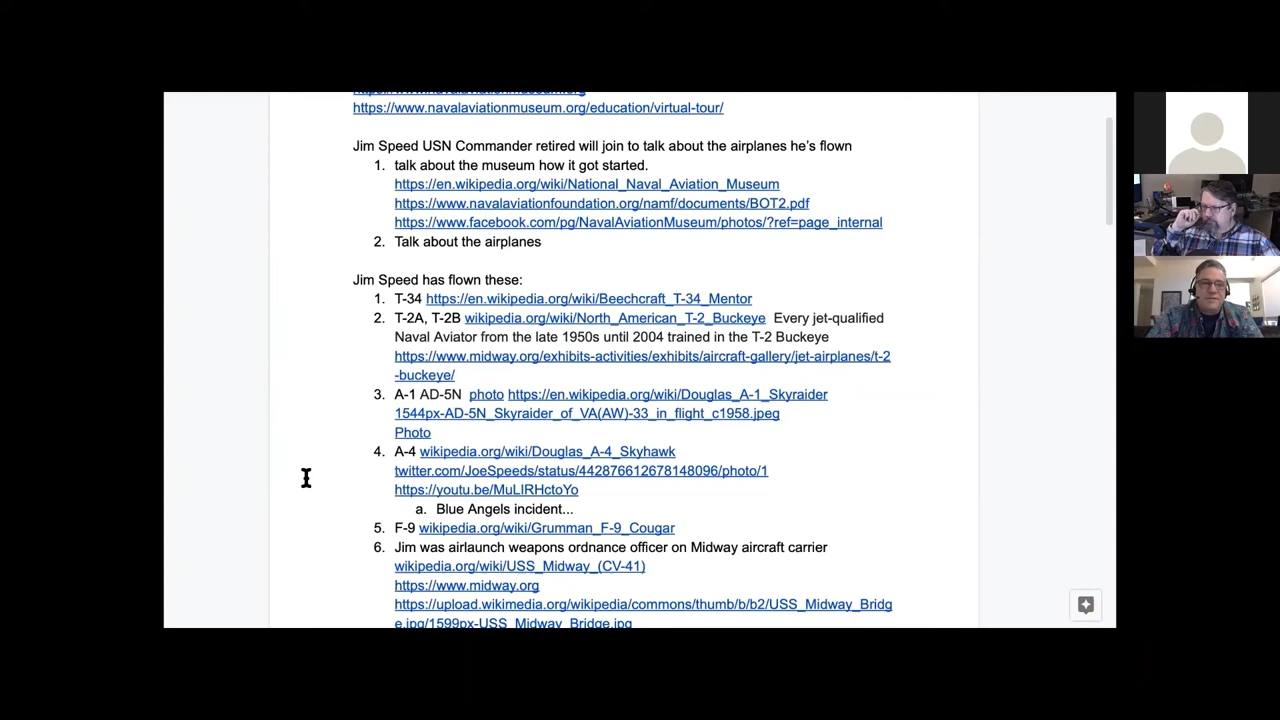 https://www.navalaviationmuseum.org/education/virtual-tour/
Jim Speed USN Commander retired will join to talk about the airplanes he's flown
1. talk about the museum how it got started.
https://en.wikipedia.org/wiki/National_Naval_Aviation_Museum
https://www.navalaviationfoundation.org/namf/documents/BOT2.pdf
https://www.facebook.com/pg/NavalAviationMuseum/photos/?ref=page_internal
2. Talk about the airplanes
Jim Speed has flown these:
1. T-34 https://en.wikipedia.org/wiki/Beechcraft_T-34_Mentor
2. T-2A, T-2B wikipedia.org/wiki/North_American_T-2_Buckeye Every jet-qualified
Naval Aviator from the late 1950s until 2004 trained in the T-2 Buckeye
https://www.midway.org/exhibits-activities/exhibits/aircraft-gallery/jet-airplanes/t-2
-buckeye/
3. A-1 AD-5N photo https://en.wikipedia.org/wiki/Douglas_A-1_Skyraider
1544px-AD-5N_Skyraider_of_VA(AW)-33_in_flight_c1958.jpeg
Photo
4. A-4 wikipedia.org/wiki/Douglas_A-4_Skyhawk
twitter.com/JoeSpeeds/status/442876612678148096/photo/1
https://youtu.be/MuLIRHctoYo
a. Blue Angels incident...
5. F-9 wikipedia.org/wiki/Grumman_F-9_Cougar
6. Jim was airlaunch weapons ordnance officer on Midway aircraft carrier
wikipedia.org/wiki/USS_Midway_(CV-41)
https://www.midway.org
https://upload.wikimedia.org/wikipedia/commons/thumb/b/b2/USS_Midway_Bridg
e.jpg/1599px-USS_Midway_Bridge.jpg